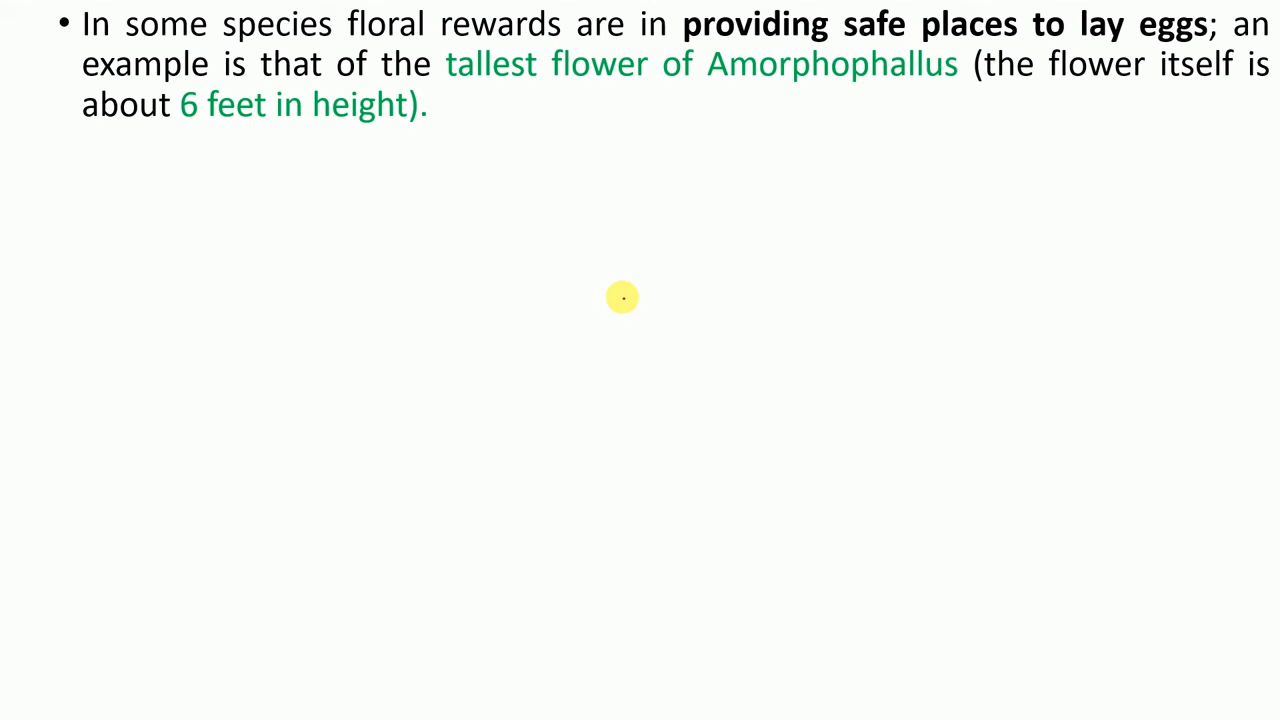 • In some species floral rewards are in providing safe places to lay eggs; an
example is that of the tallest flower of Amorphophallus (the flower itself is
about 6 feet in height).